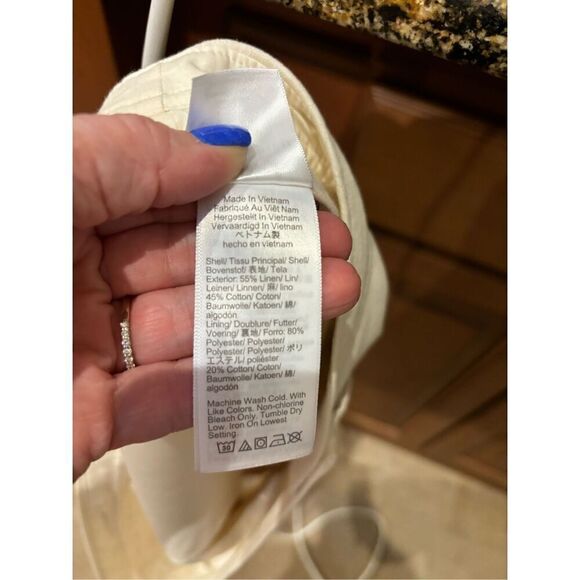 Made In Vietnam
Fabriqué Au Viêt Nam
Hergestellt In Vietnam
Vervaardigd In Vietnam
ベトナム製
hecho en vietnam
Shell/ Tissu Principal/ Shell/
Bovenstof/ 表地/ Tela
Exterior: 55% Linen/ Lin/
Leinen/ Linnen/ 麻/ lino
45% Cotton/ Coton/
Baumwolle/ Katoen/ 綿/
algodón
Lining/ Doublure/ Futter/
Voering/ 裏地/ Forro: 80%
Polyester/ Polyester/
Polyester/ Polyester/ ポリ
エステル/ poliéster
20% Cotton/ Coton/
Baumwolle/ Katoen/ 綿/
algodón
Machine Wash Cold. With
Like Colors. Non-chlorine
Bleach Only. Tumble Dry
Low. Iron On Lowest
Setting.
30